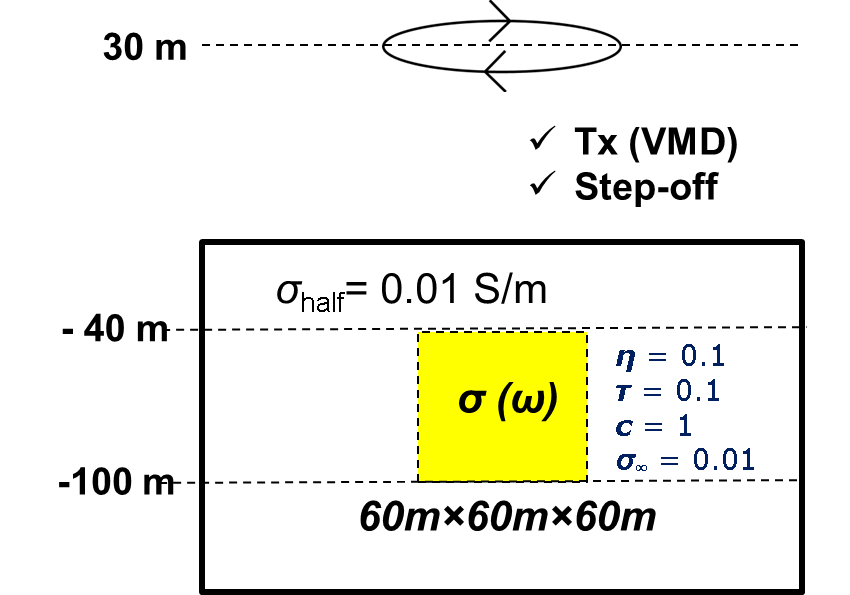 30 m
✓ Tx (VMD)
✓ Step-off
σhalf= 0.01 S/m
- 40 m
σ (ω)
η = 0.1
τ = 0.1
c = 1
σ∞ = 0.01
-100 m
60m×60m×60m